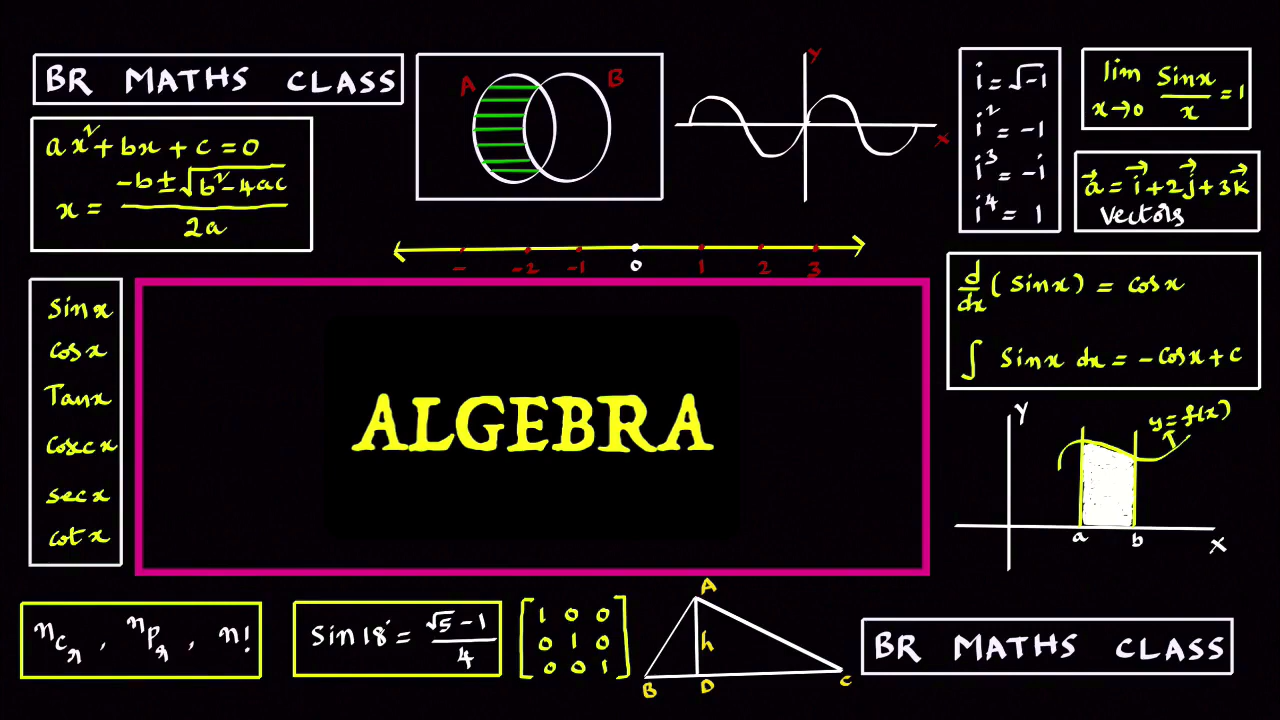 BR MATHS CLASS
ax² + bx + c = 0
x = (-b ± √(b² - 4ac)) / 2a
A B
Y
X
i = √-1
i² = -1
i³ = -i
i⁴ = 1
lim x→0 Sinx/x = 1
a⃗ = i⃗ + 2j⃗ + 3k⃗
Vectors
- -2 -1 0 1 2 3
d/dx (Sinx) = Cosx
∫ Sinx dx = -Cosx + c
Sinx
Cosx
Tanx
Cosecx
secx
cotx
ALGEBRA
Y
y = f(x)
a b
X
nCr , nPr , n!
Sin18° = (√5 - 1) / 4
1 0 0
0 1 0
0 0 1
A
h
B D C
BR MATHS CLASS